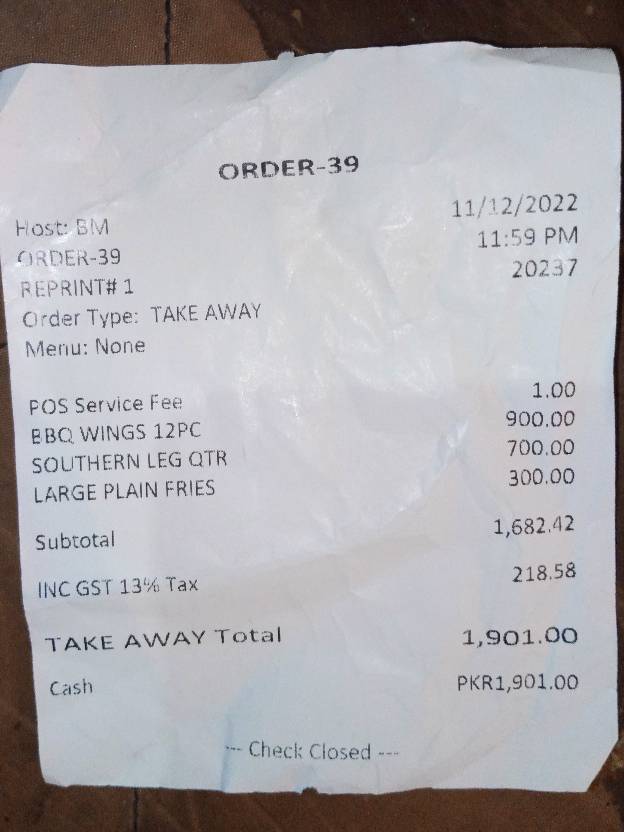 ORDER-39
Host: BM 11/12/2022
ORDER-39 11:59 PM
REPRINT# 1 20237
Order Type: TAKE AWAY
Menu: None
POS Service Fee 1.00
BBQ WINGS 12PC 900.00
SOUTHERN LEG QTR 700.00
LARGE PLAIN FRIES 300.00
Subtotal 1,682.42
INC GST 13% Tax 218.58
TAKE AWAY Total 1,901.00
Cash PKR1,901.00
--- Check Closed ---